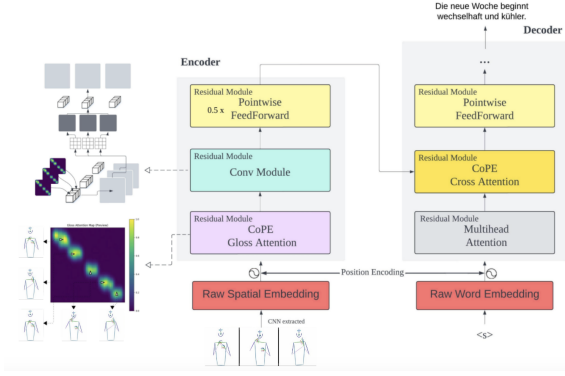 Die neue Woche beginnt
wechselhaft und kühler.
Decoder
...
Encoder
Residual Module
Pointwise
0.5 x
FeedForward
Residual Module
Pointwise
FeedForward
Residual Module
Conv Module
Residual Module
CoPE
Cross Attention
Residual Module
CoPE
Gloss Attention
Residual Module
Multihead
Attention
Position Encoding
Raw Spatial Embedding
Raw Word Embedding
CNN extracted
<s>